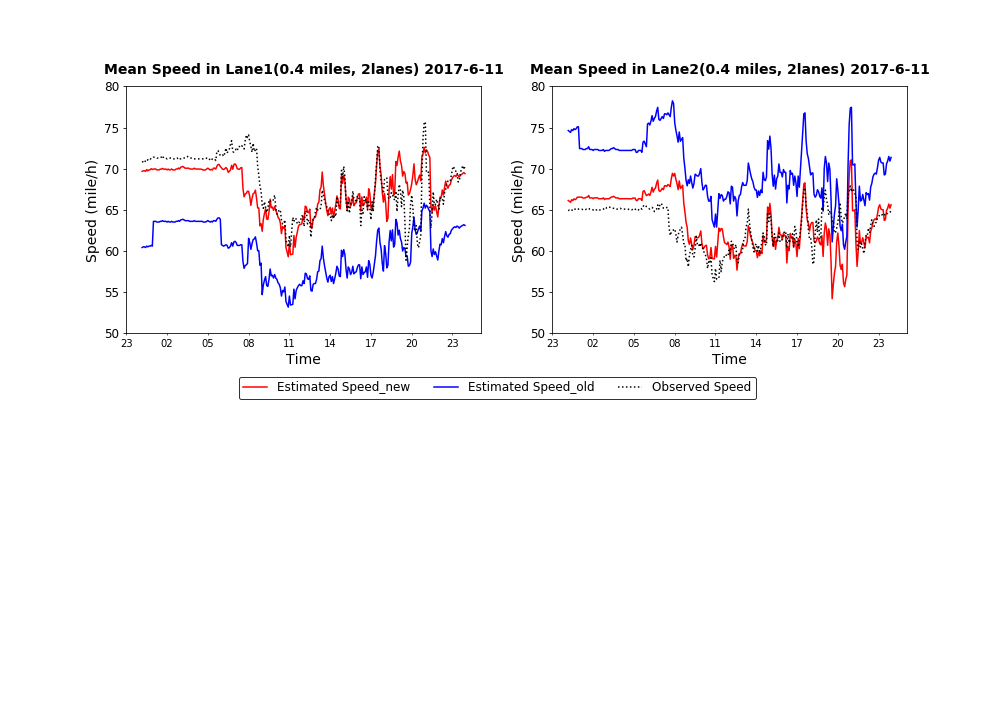 Mean Speed in Lane1(0.4 miles, 2lanes) 2017-6-11
Speed (mile/h)
80
75
70
65
60
55
50
23 02 05 08 11 14 17 20 23
Time
Mean Speed in Lane2(0.4 miles, 2lanes) 2017-6-11
Speed (mile/h)
80
75
70
65
60
55
50
23 02 05 08 11 14 17 20 23
Time
Estimated Speed_new Estimated Speed_old Observed Speed